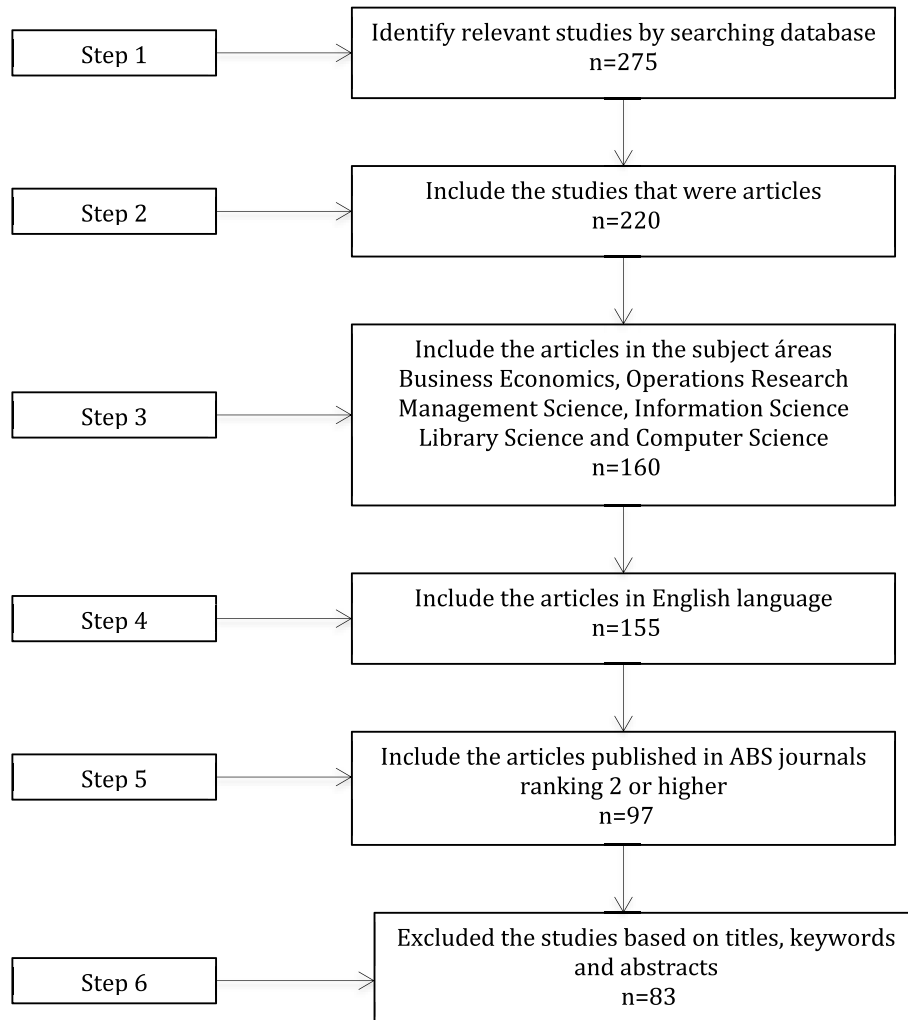 Step 1
Identify relevant studies by searching database
n=275
Step 2
Include the studies that were articles
n=220
Step 3
Include the articles in the subject áreas
Business Economics, Operations Research
Management Science, Information Science
Library Science and Computer Science
n=160
Step 4
Include the articles in English language
n=155
Step 5
Include the articles published in ABS journals
ranking 2 or higher
n=97
Step 6
Excluded the studies based on titles, keywords
and abstracts
n=83